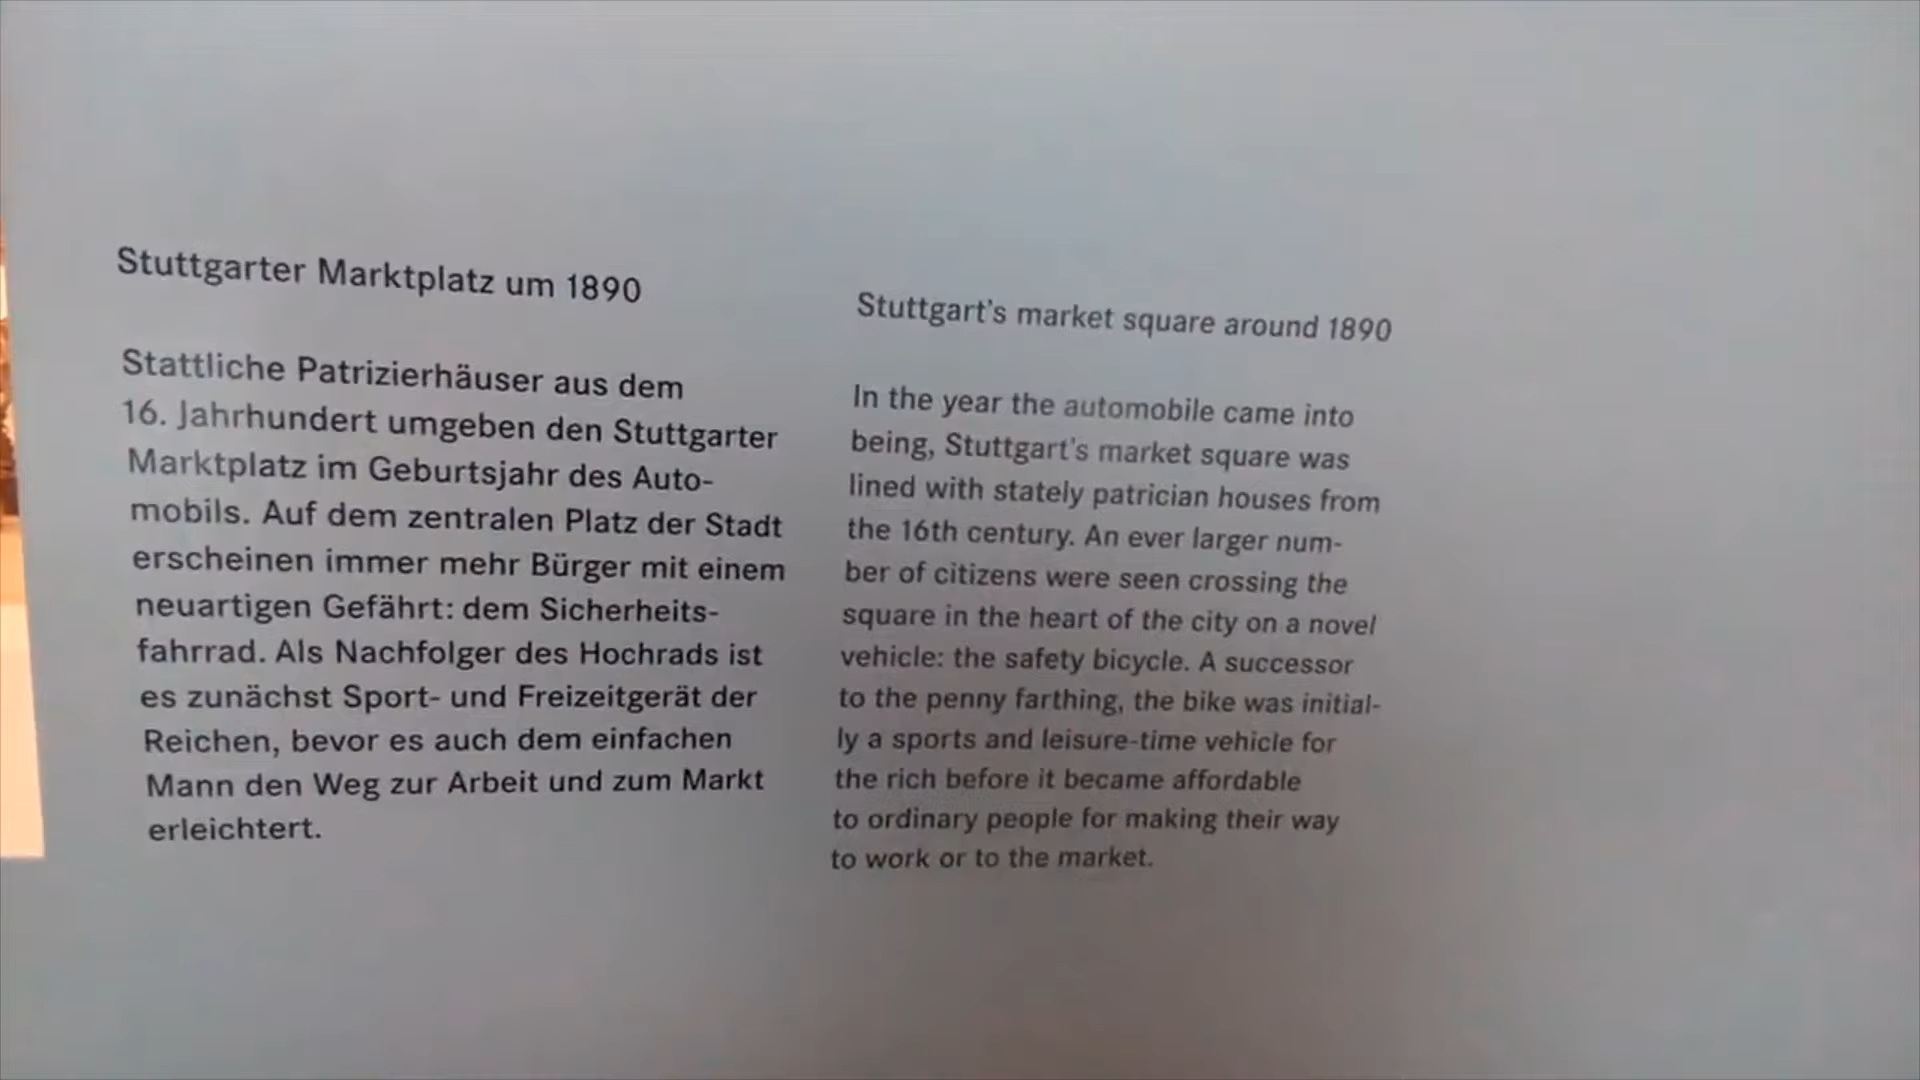 Stuttgarter Marktplatz um 1890
Stattliche Patrizierhäuser aus dem
16. Jahrhundert umgeben den Stuttgarter
Marktplatz im Geburtsjahr des Auto-
mobils. Auf dem zentralen Platz der Stadt
erscheinen immer mehr Bürger mit einem
neuartigen Gefährt: dem Sicherheits-
fahrrad. Als Nachfolger des Hochrads ist
es zunächst Sport- und Freizeitgerät der
Reichen, bevor es auch dem einfachen
Mann den Weg zur Arbeit und zum Markt
erleichtert.
Stuttgart's market square around 1890
In the year the automobile came into
being, Stuttgart's market square was
lined with stately patrician houses from
the 16th century. An ever larger num-
ber of citizens were seen crossing the
square in the heart of the city on a novel
vehicle: the safety bicycle. A successor
to the penny farthing, the bike was initial-
ly a sports and leisure-time vehicle for
the rich before it became affordable
to ordinary people for making their way
to work or to the market.